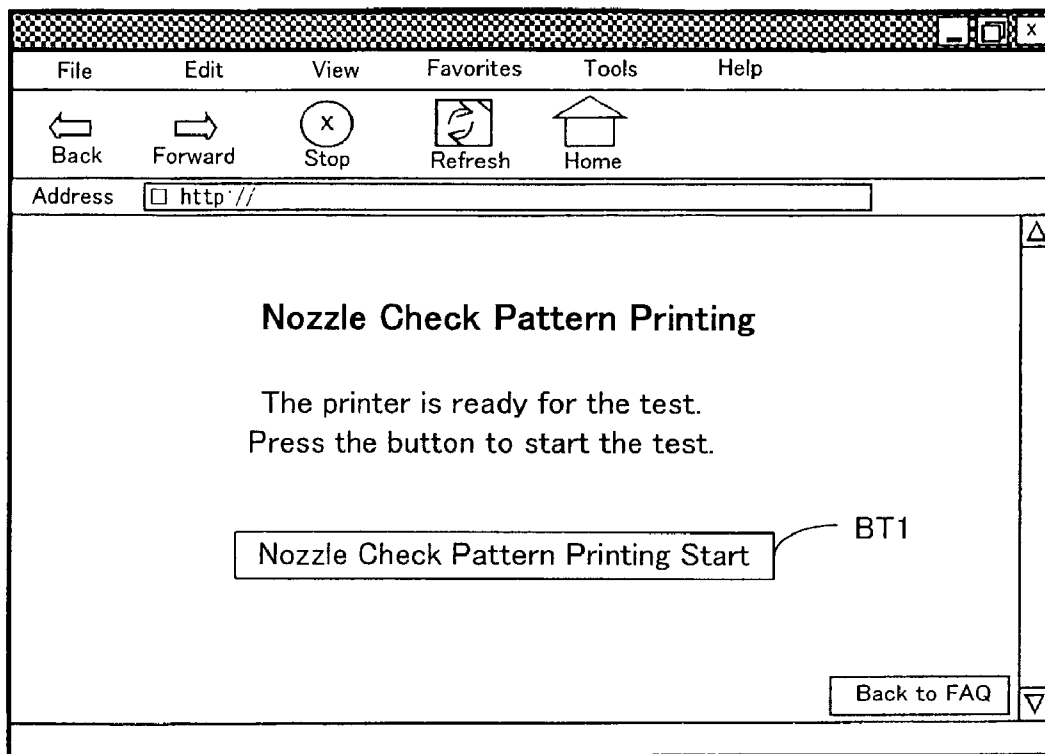 x
File Edit View Favorites Tools Help
x
Back Forward Stop Refresh Home
Address http://
Nozzle Check Pattern Printing
The printer is ready for the test.
Press the button to start the test.
BT1
Nozzle Check Pattern Printing Start
Back to FAQ